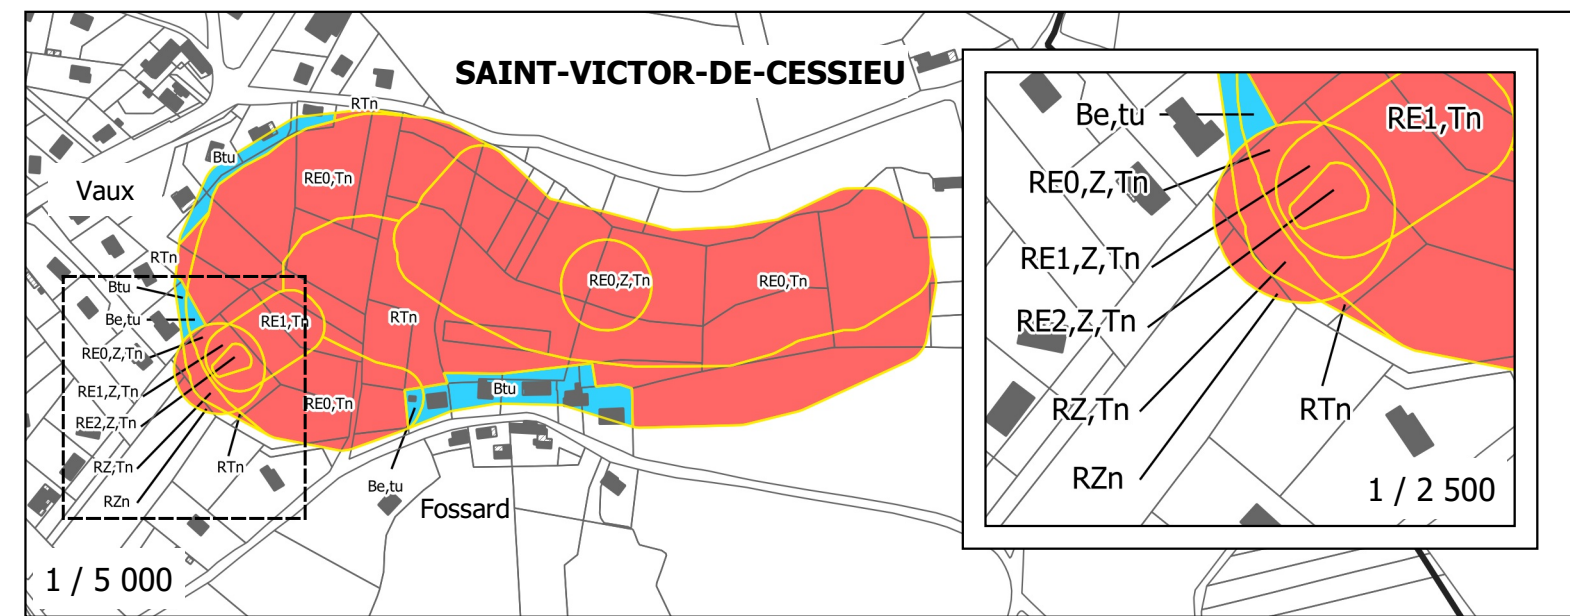 SAINT-VICTOR-DE-CESSIEU
RTn
Btu
RE0,Tn
Vaux
RTn
Btu
Be,tu
RE1,Tn
RTn
RE0,Z,Tn
RE0,Tn
RE0,Z,Tn
RE1,Z,Tn
RE2,Z,Tn
RE0,Tn
Btu
RZ,Tn
RTn
RZn
Be,tu
Fossard
1 / 5 000
Be,tu
RE1,Tn
RE0,Z,Tn
RE1,Z,Tn
RE2,Z,Tn
RZ,Tn
RTn
RZn
1 / 2 500